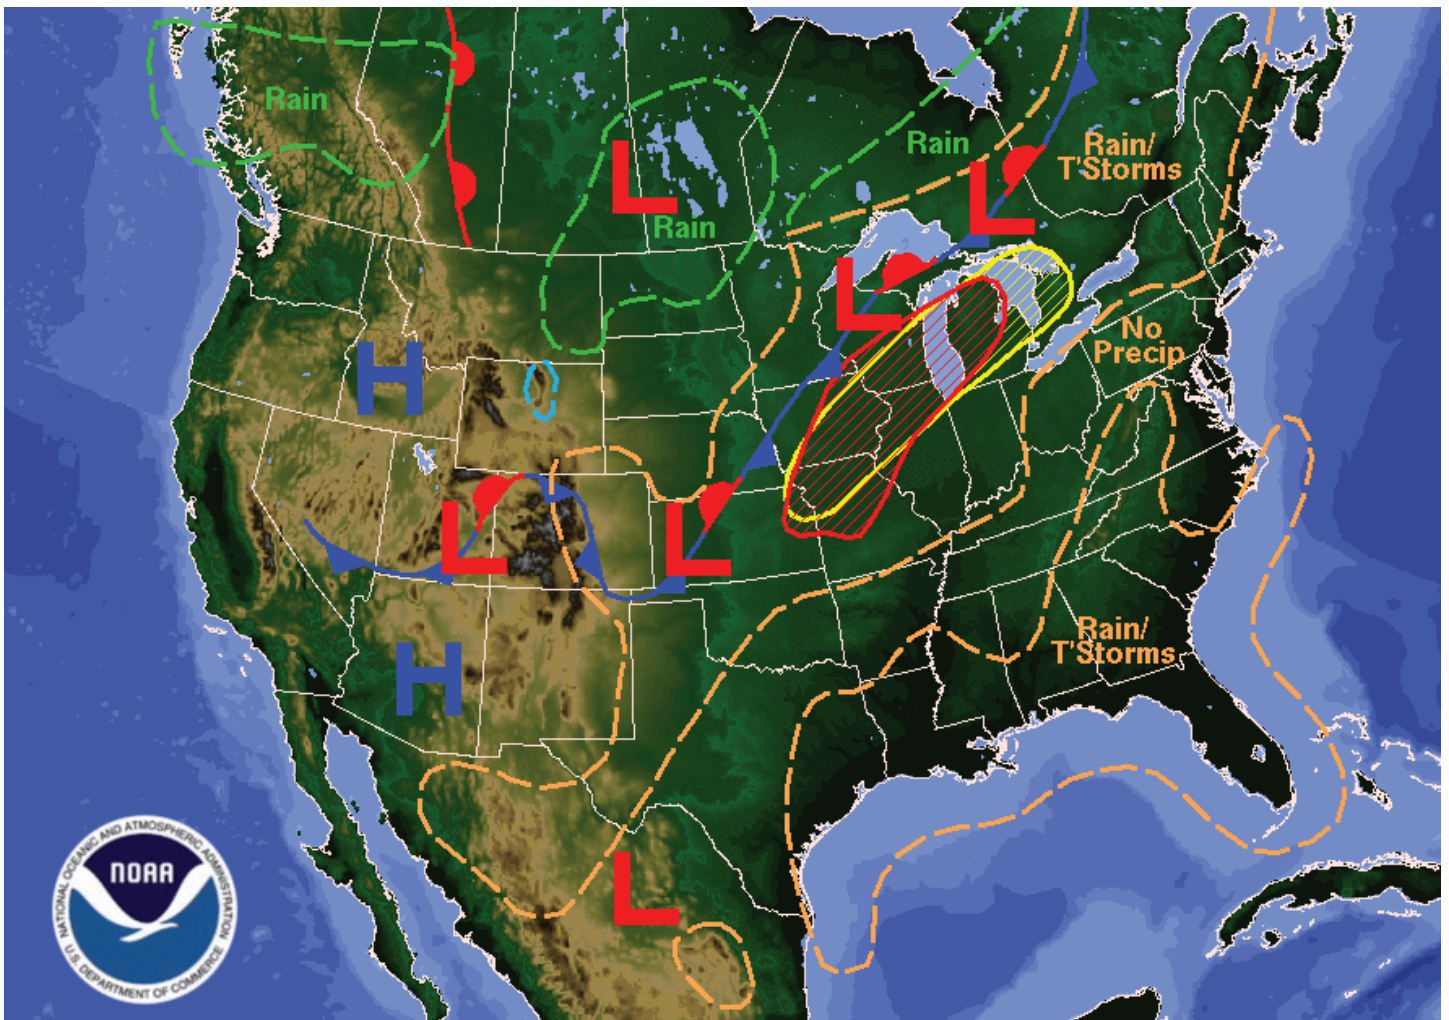 Rain
Rain
Rain/
T'Storms
L
L
Rain
L
No
Precip
H
L
L
Rain/
T'Storms
H
L
NATIONAL OCEANIC AND ATMOSPHERIC ADMINISTRATION
NOAA
U.S. DEPARTMENT OF COMMERCE